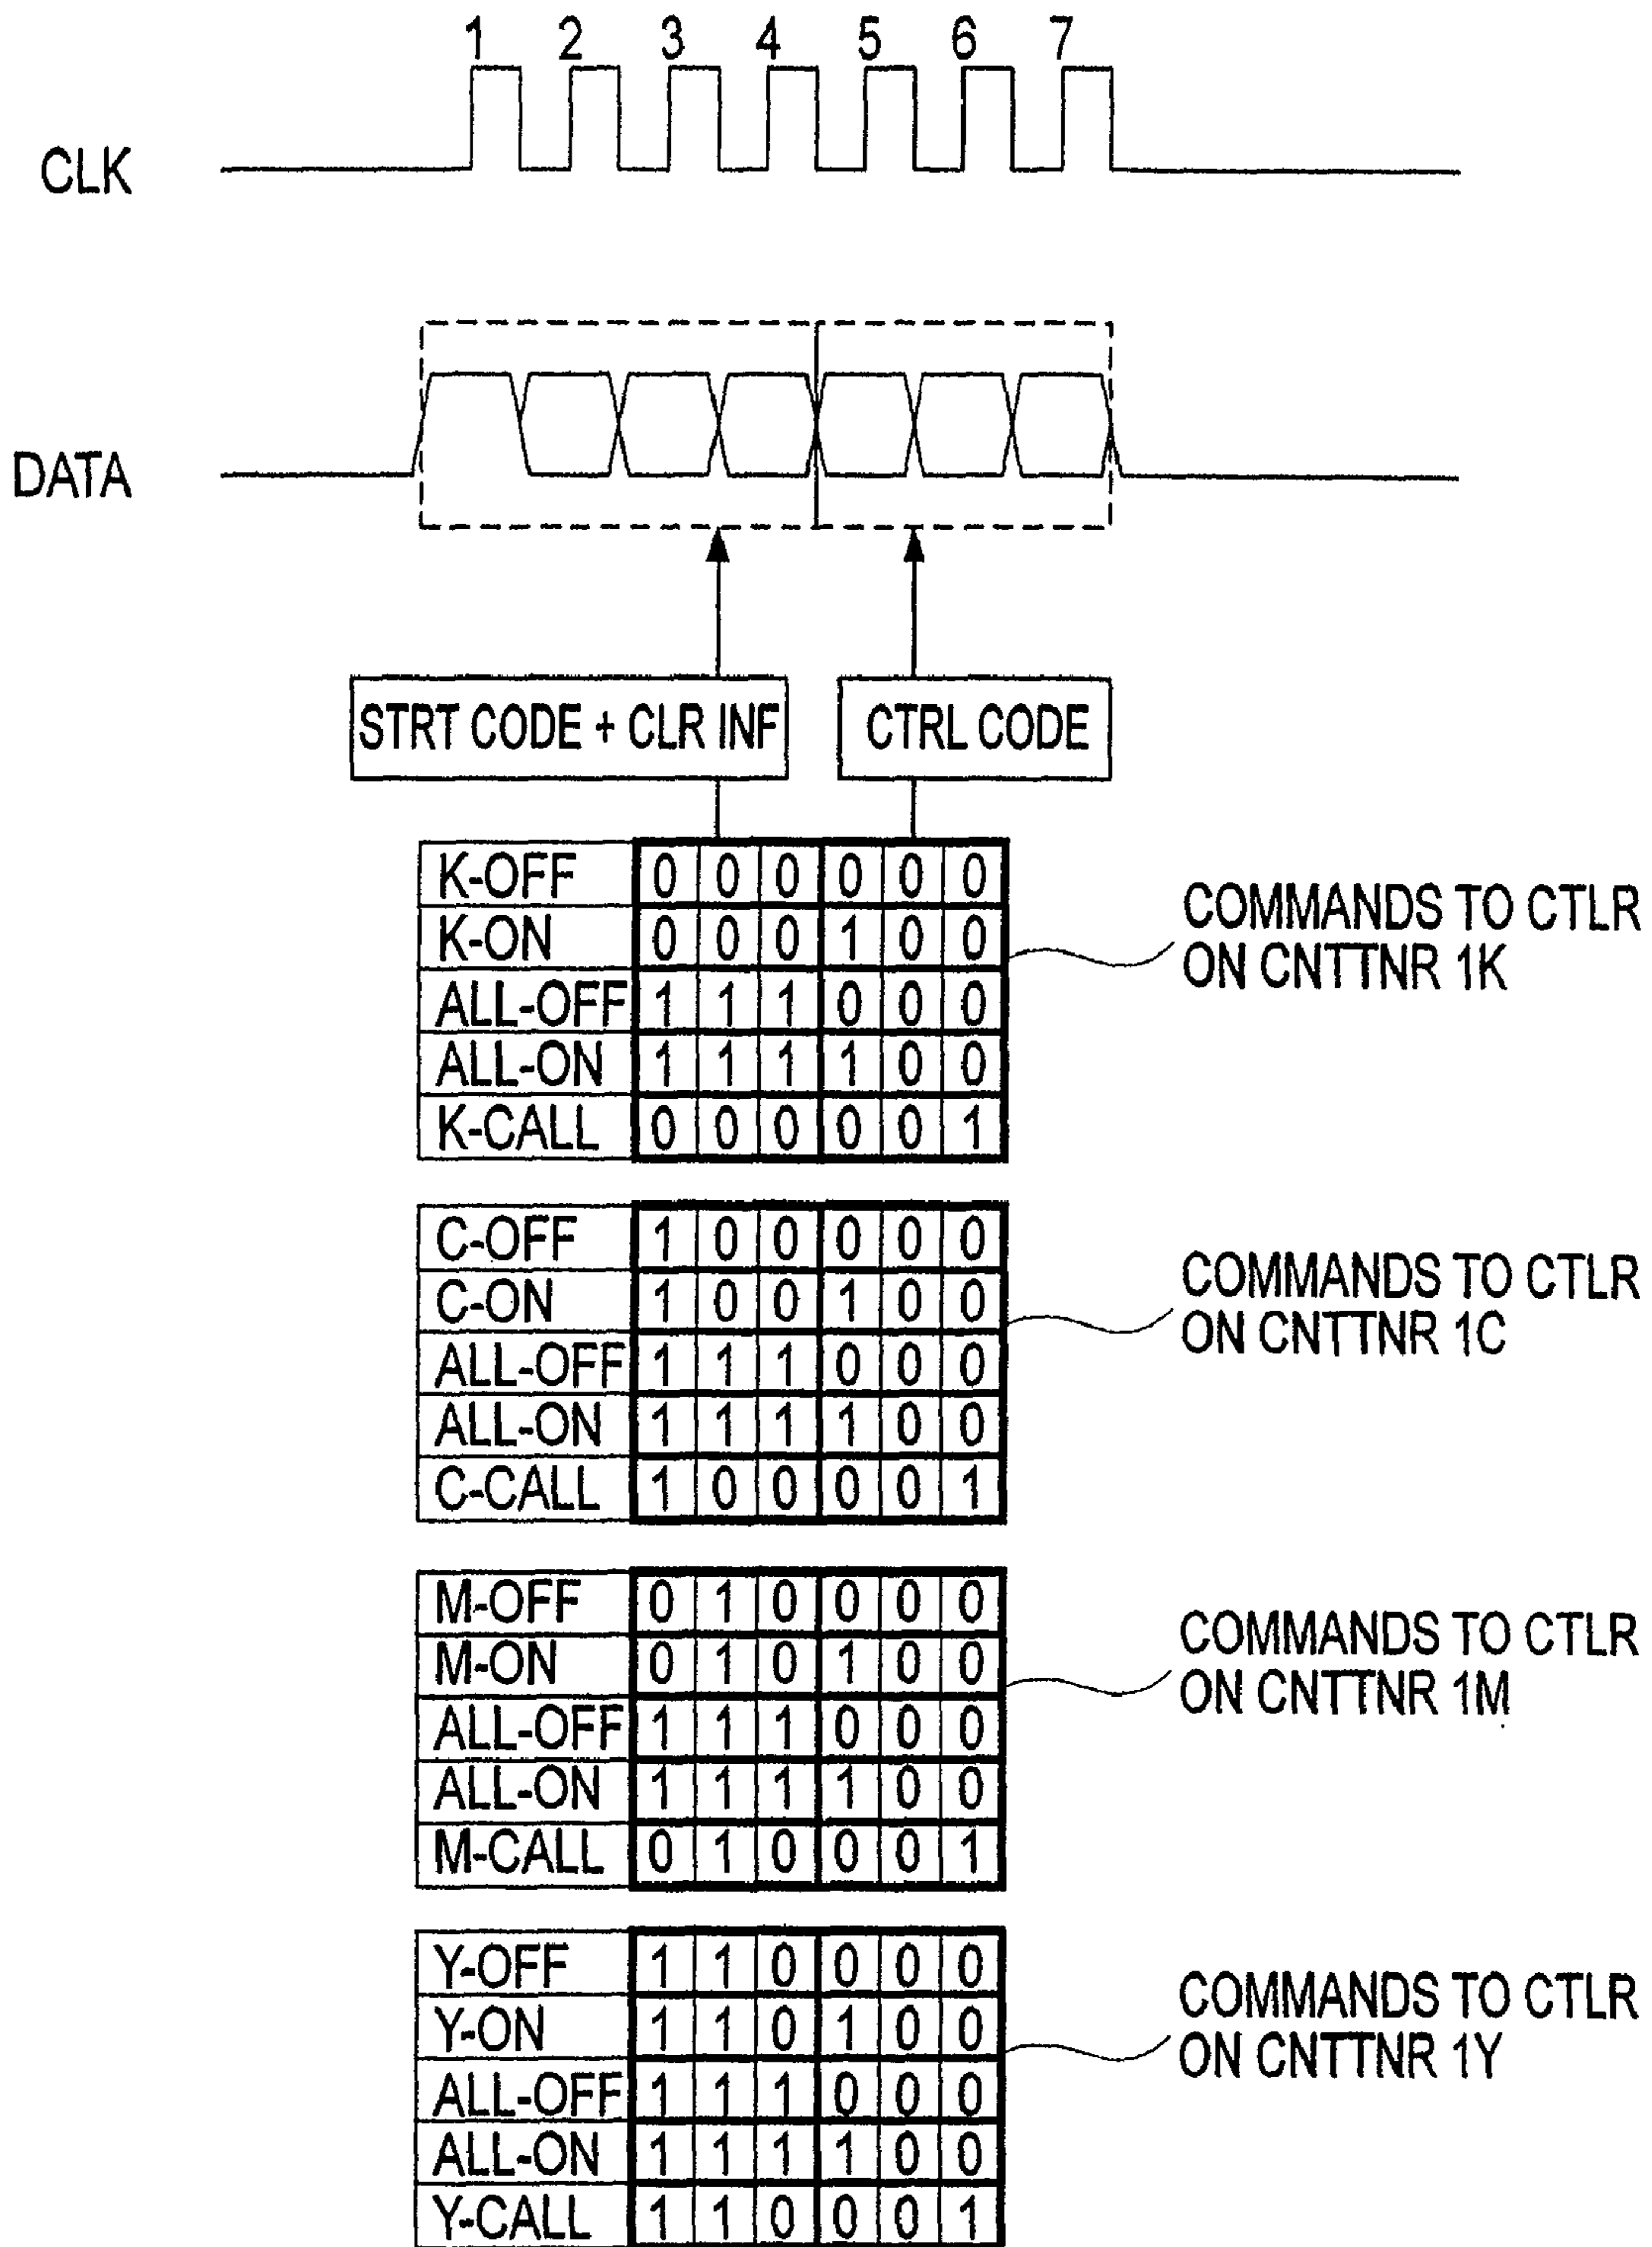 1 2 3 4 5 6 7
CLK
DATA
STRT CODE + CLR INF
CTRL CODE
K-OFF 0 0 0 0 0 0
K-ON 0 0 0 1 0 0
ALL-OFF 1 1 1 0 0 0
ALL-ON 1 1 1 1 0 0
K-CALL 0 0 0 0 0 1
COMMANDS TO CTLR
ON CNTTNR 1K
C-OFF 1 0 0 0 0 0
C-ON 1 0 0 1 0 0
ALL-OFF 1 1 1 0 0 0
ALL-ON 1 1 1 1 0 0
C-CALL 1 0 0 0 0 1
COMMANDS TO CTLR
ON CNTTNR 1C
M-OFF 0 1 0 0 0 0
M-ON 0 1 0 1 0 0
ALL-OFF 1 1 1 0 0 0
ALL-ON 1 1 1 1 0 0
M-CALL 0 1 0 0 0 1
COMMANDS TO CTLR
ON CNTTNR 1M
Y-OFF 1 1 0 0 0 0
Y-ON 1 1 0 1 0 0
ALL-OFF 1 1 1 0 0 0
ALL-ON 1 1 1 1 0 0
Y-CALL 1 1 0 0 0 1
COMMANDS TO CTLR
ON CNTTNR 1Y